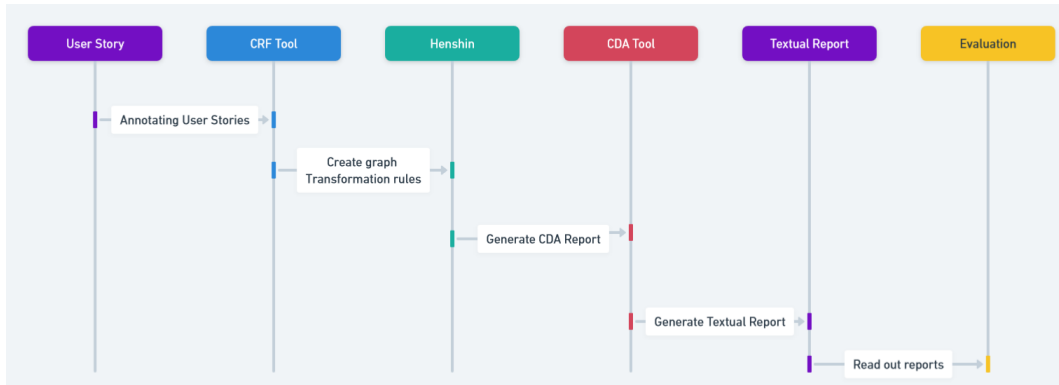 User Story
CRF Tool
Henshin
CDA Tool
Textual Report
Evaluation
Annotating User Stories
Create graph
Transformation rules
Generate CDA Report
Generate Textual Report
Read out reports